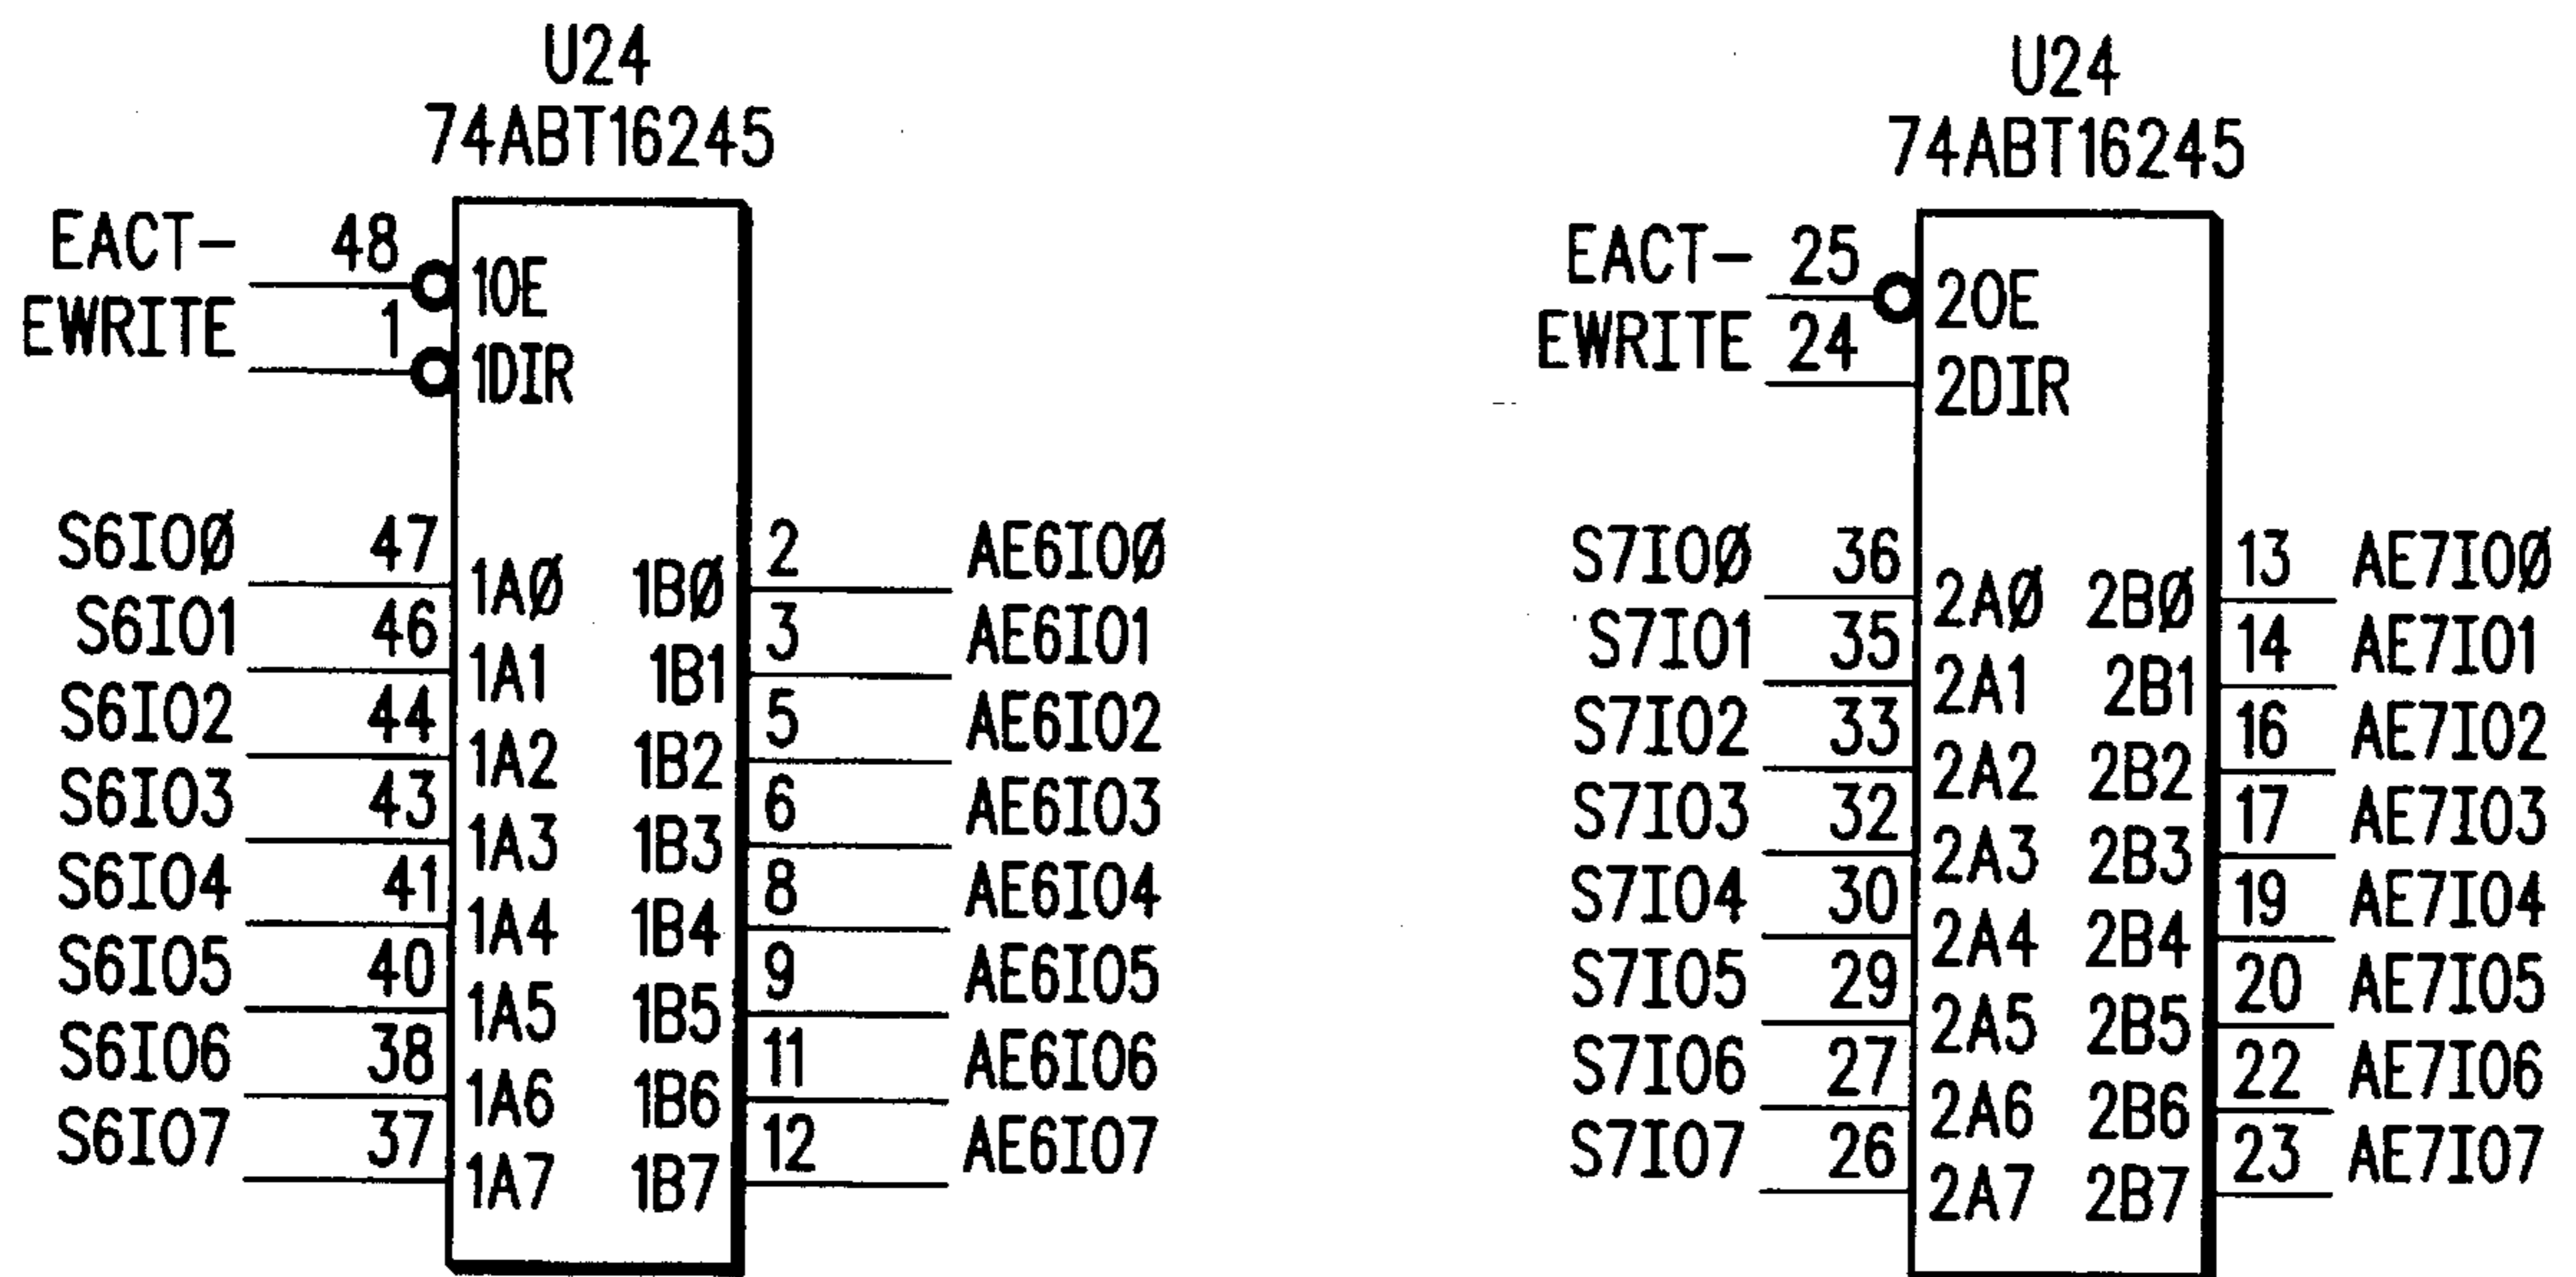 U24
74ABT16245
EACT- 48 1OE
EWRITE 1 1DIR
S6IOØ 47 1AØ 1BØ 2 AE6IOØ
S6IO1 46 1A1 1B1 3 AE6IO1
S6IO2 44 1A2 1B2 5 AE6IO2
S6IO3 43 1A3 1B3 6 AE6IO3
S6IO4 41 1A4 1B4 8 AE6IO4
S6IO5 40 1A5 1B5 9 AE6IO5
S6IO6 38 1A6 1B6 11 AE6IO6
S6IO7 37 1A7 1B7 12 AE6IO7
U24
74ABT16245
EACT- 25 2OE
EWRITE 24 2DIR
S7IOØ 36 2AØ 2BØ 13 AE7IOØ
S7IO1 35 2A1 2B1 14 AE7IO1
S7IO2 33 2A2 2B2 16 AE7IO2
S7IO3 32 2A3 2B3 17 AE7IO3
S7IO4 30 2A4 2B4 19 AE7IO4
S7IO5 29 2A5 2B5 20 AE7IO5
S7IO6 27 2A6 2B6 22 AE7IO6
S7IO7 26 2A7 2B7 23 AE7IO7